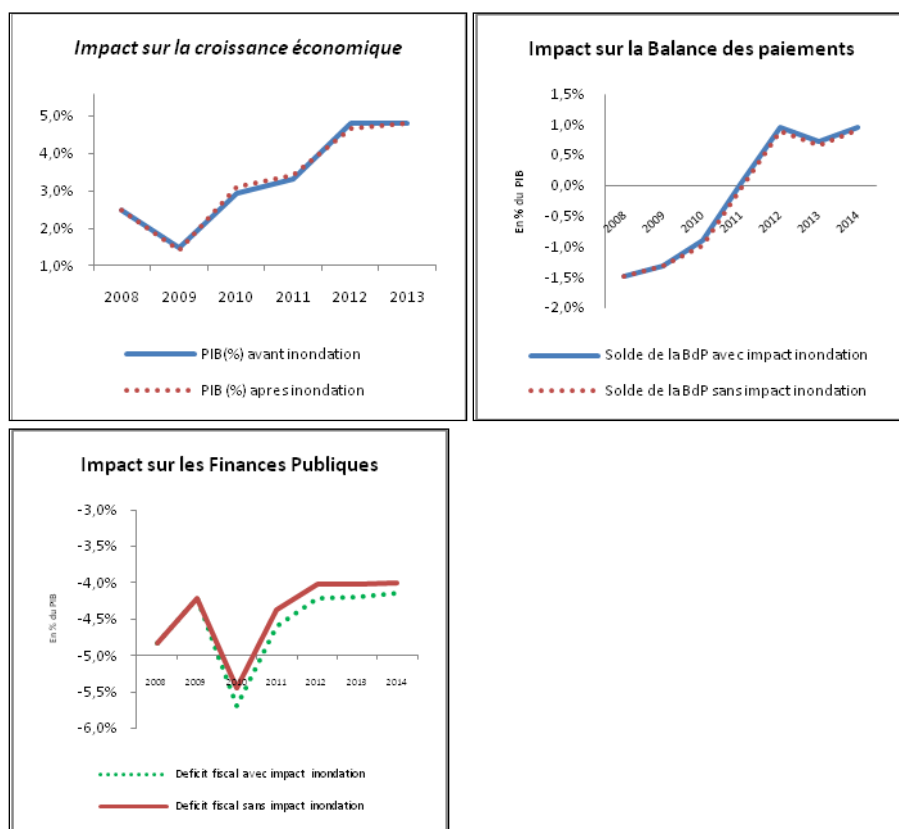 Impact sur la croissance économique
5,0%
4,0%
3,0%
2,0%
1,0%
2008 2009 2010 2011 2012 2013
PIB(%) avant inondation
PIB (%) apres inondation
Impact sur la Balance des paiements
En % du PIB
1,5%
1,0%
0,5%
0,0%
-0,5%
-1,0%
-1,5%
-2,0%
2008 2009 2010 2011 2012 2013 2014
Solde de la BdP avec impact inondation
Solde de la BdP sans impact inondation
Impact sur les Finances Publiques
En % du PIB
-3,0%
-3,5%
-4,0%
-4,5%
-5,0%
-5,5%
-6,0%
2008 2009 2010 2011 2012 2013 2014
Deficit fiscal avec impact inondation
Deficit fiscal sans impact inondation